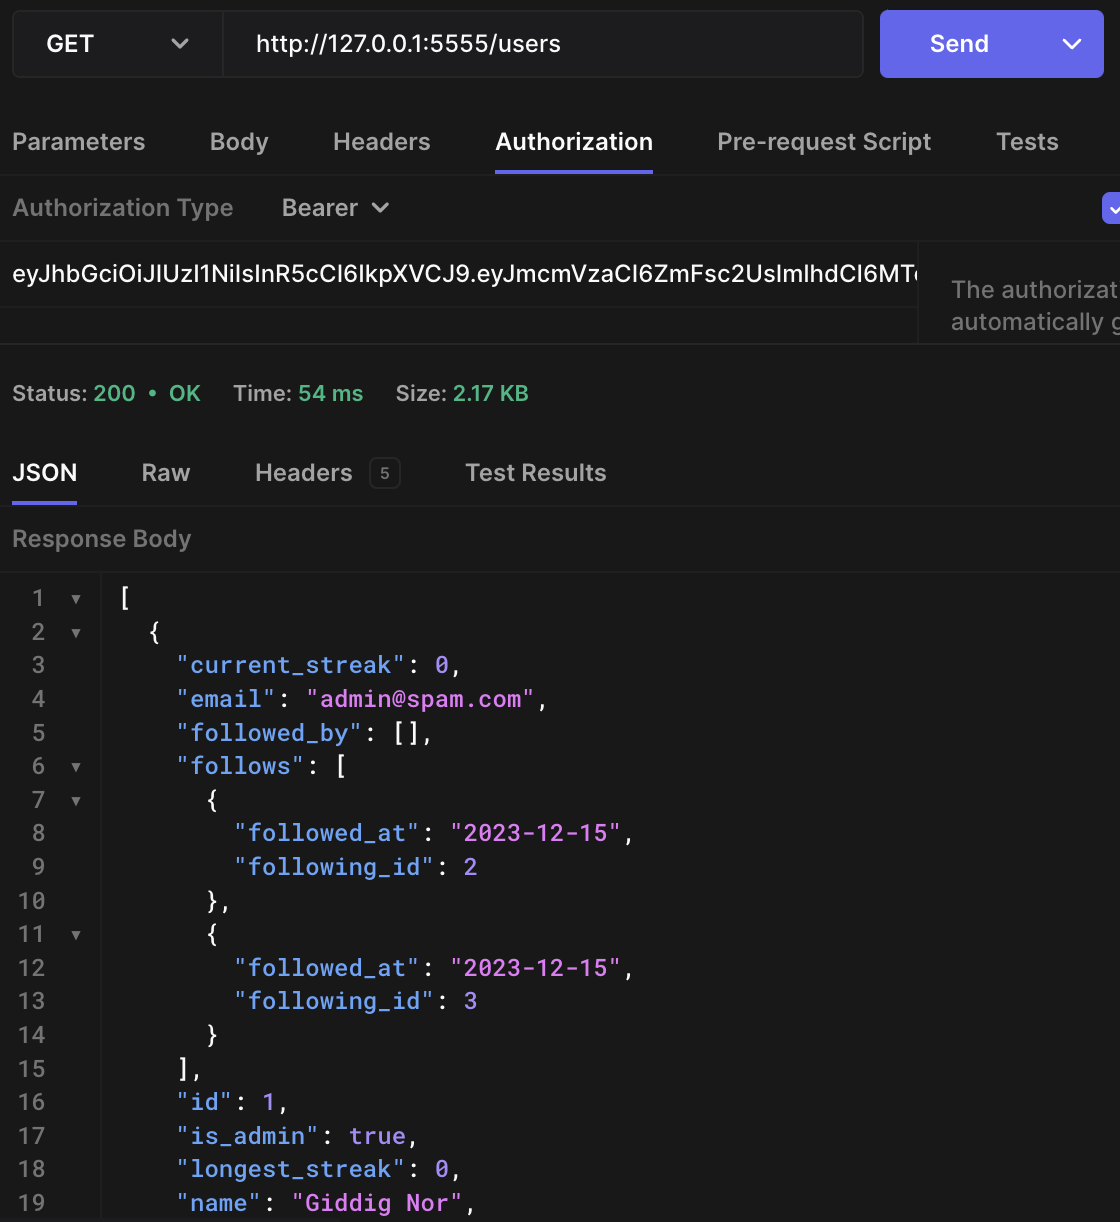 GET http://127.0.0.1:5555/users Send
Parameters Body Headers Authorization Pre-request Script Tests
Authorization Type Bearer
eyJhbGciOiJIUzI1NiIsInR5cCI6IkpXVCJ9.eyJmcmVzaCI6ZmFsc2UsImlhdCI6MT
The authorizat
automatically g
Status: 200 • OK Time: 54 ms Size: 2.17 KB
JSON Raw Headers 5 Test Results
Response Body
1 [
2 {
3 "current_streak": 0,
4 "email": "admin@spam.com",
5 "followed_by": [],
6 "follows": [
7 {
8 "followed_at": "2023-12-15",
9 "following_id": 2
10 },
11 {
12 "followed_at": "2023-12-15",
13 "following_id": 3
14 }
15 ],
16 "id": 1,
17 "is_admin": true,
18 "longest_streak": 0,
19 "name": "Giddig Nor",